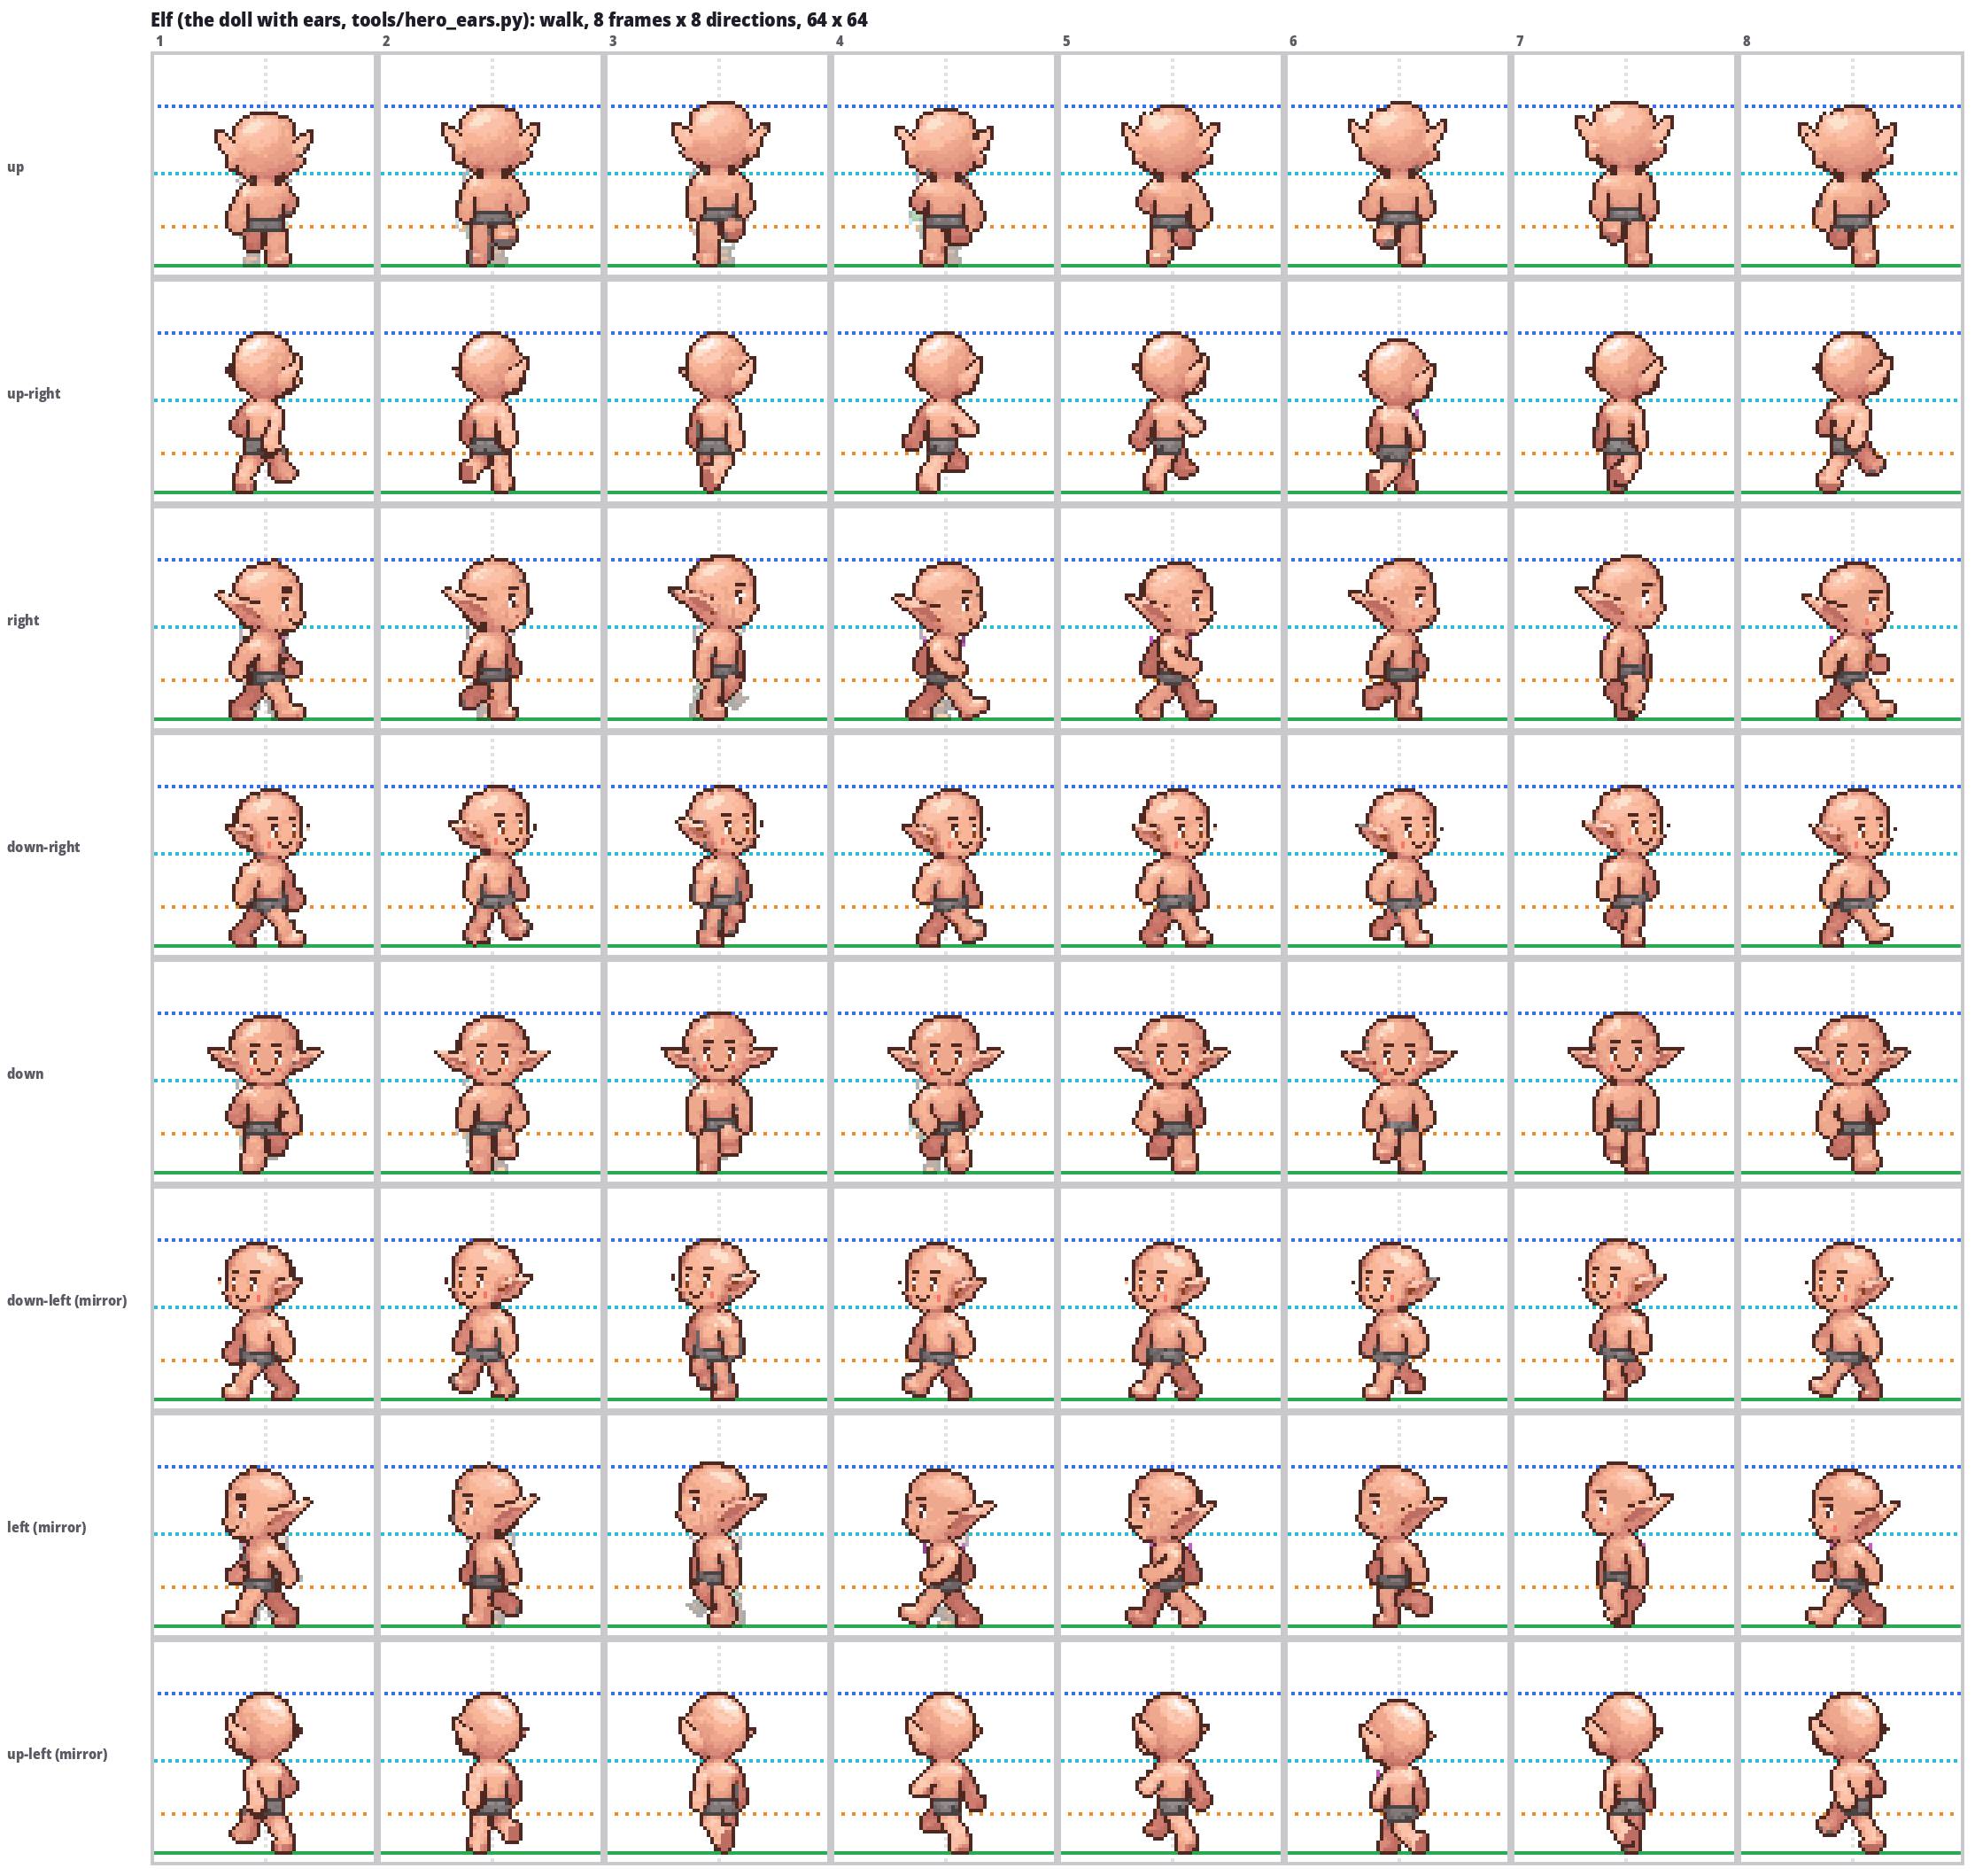 Elf (the doll with ears, tools/hero_ears.py): walk, 8 frames x 8 directions, 64 x 64
1 2 3 4 5 6 7 8
up
up-right
right
down-right
down
down-left (mirror)
left (mirror)
up-left (mirror)